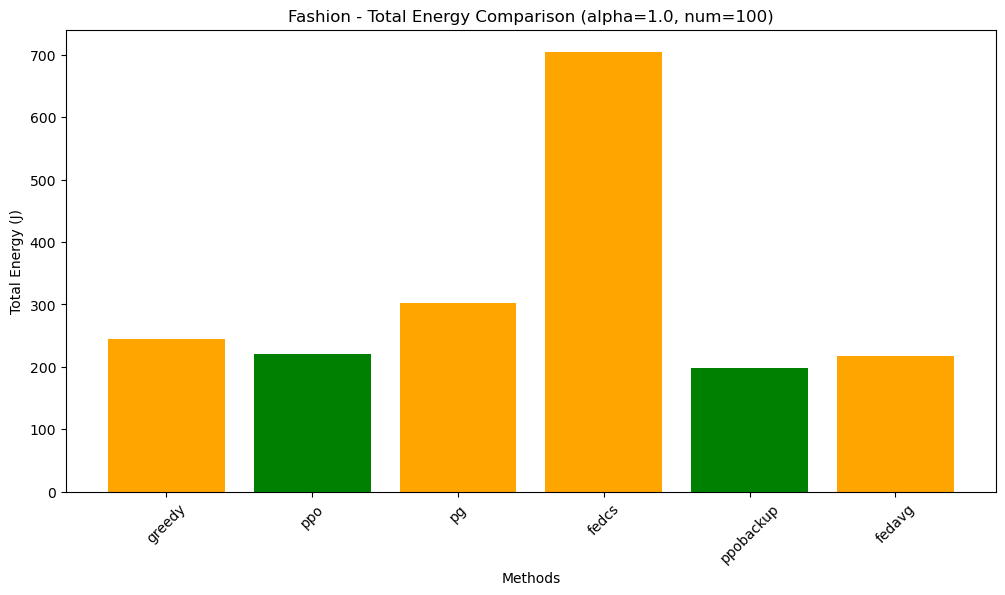 Fashion - Total Energy Comparison (alpha=1.0, num=100)
Total Energy (J)
700
600
500
400
300
200
100
0
greedy
ppo
pg
fedcs
ppobackup
fedavg
Methods